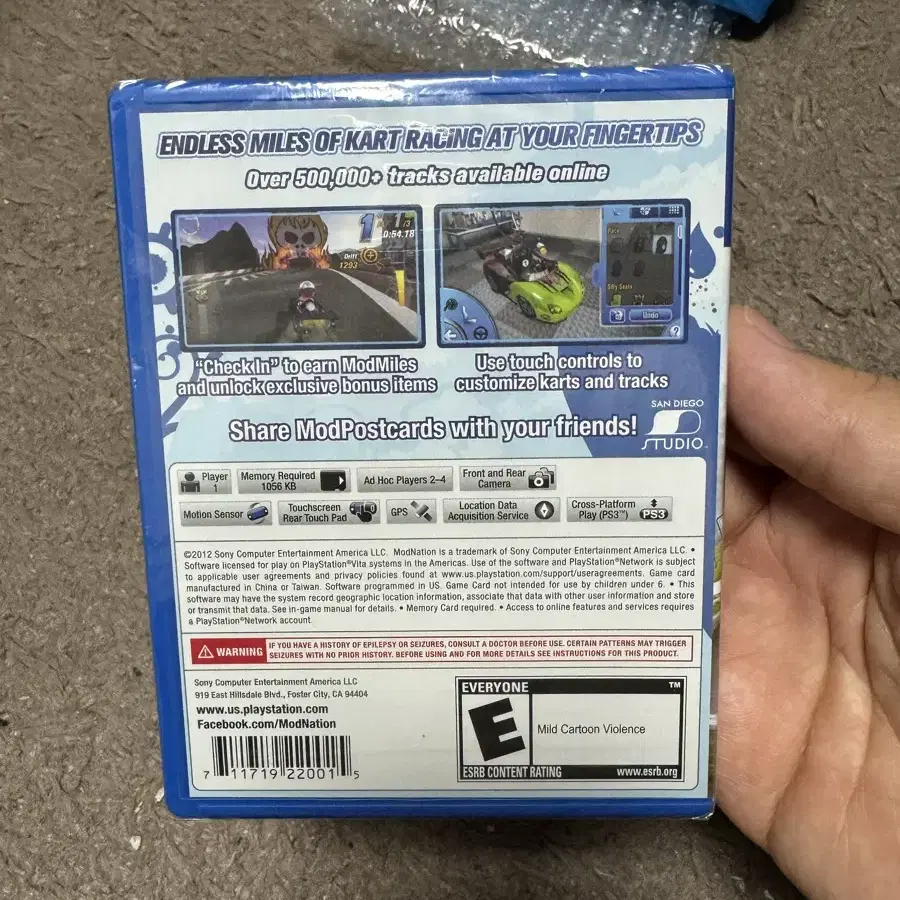 ENDLESS MILES OF KART RACING AT YOUR FINGERTIPS
Over 500,000+ tracks available online
1 1/3
0:54.18
Drift
1293
Silly Seats
Undo
?
"CheckIn" to earn ModMiles
and unlock exclusive bonus items
Use touch controls to
customize karts and tracks
Share ModPostcards with your friends!
SAN DIEGO
STUDIO
Player
1
Memory Required
1056 KB
Ad Hoc Players 2–4
Front and Rear
Camera
Motion Sensor
Touchscreen
Rear Touch Pad
GPS
Location Data
Acquisition Service
Cross-Platform
Play (PS3™)
PS3
©2012 Sony Computer Entertainment America LLC. ModNation is a trademark of Sony Computer Entertainment America LLC. •
Software licensed for play on PlayStation®Vita systems in the Americas. Use of the software and PlayStation®Network is subject
to applicable user agreements and privacy policies found at www.us.playstation.com/support/useragreements. Game card
manufactured in China or Taiwan. Software programmed in US. Game Card not intended for use by children under 6. • This
software may have the system record geographic location information, associate that data with other user information and store
or transmit that data. See in-game manual for details. • Memory Card required. • Access to online features and services requires
a PlayStation®Network account.
WARNING
IF YOU HAVE A HISTORY OF EPILEPSY OR SEIZURES, CONSULT A DOCTOR BEFORE USE. CERTAIN PATTERNS MAY TRIGGER
SEIZURES WITH NO PRIOR HISTORY. BEFORE USING AND FOR MORE DETAILS SEE INSTRUCTIONS FOR THIS PRODUCT.
Sony Computer Entertainment America LLC
919 East Hillsdale Blvd., Foster City, CA 94404
www.us.playstation.com
Facebook.com/ModNation
7 11719 22001 5
EVERYONE TM
E
Mild Cartoon Violence
ESRB CONTENT RATING www.esrb.org